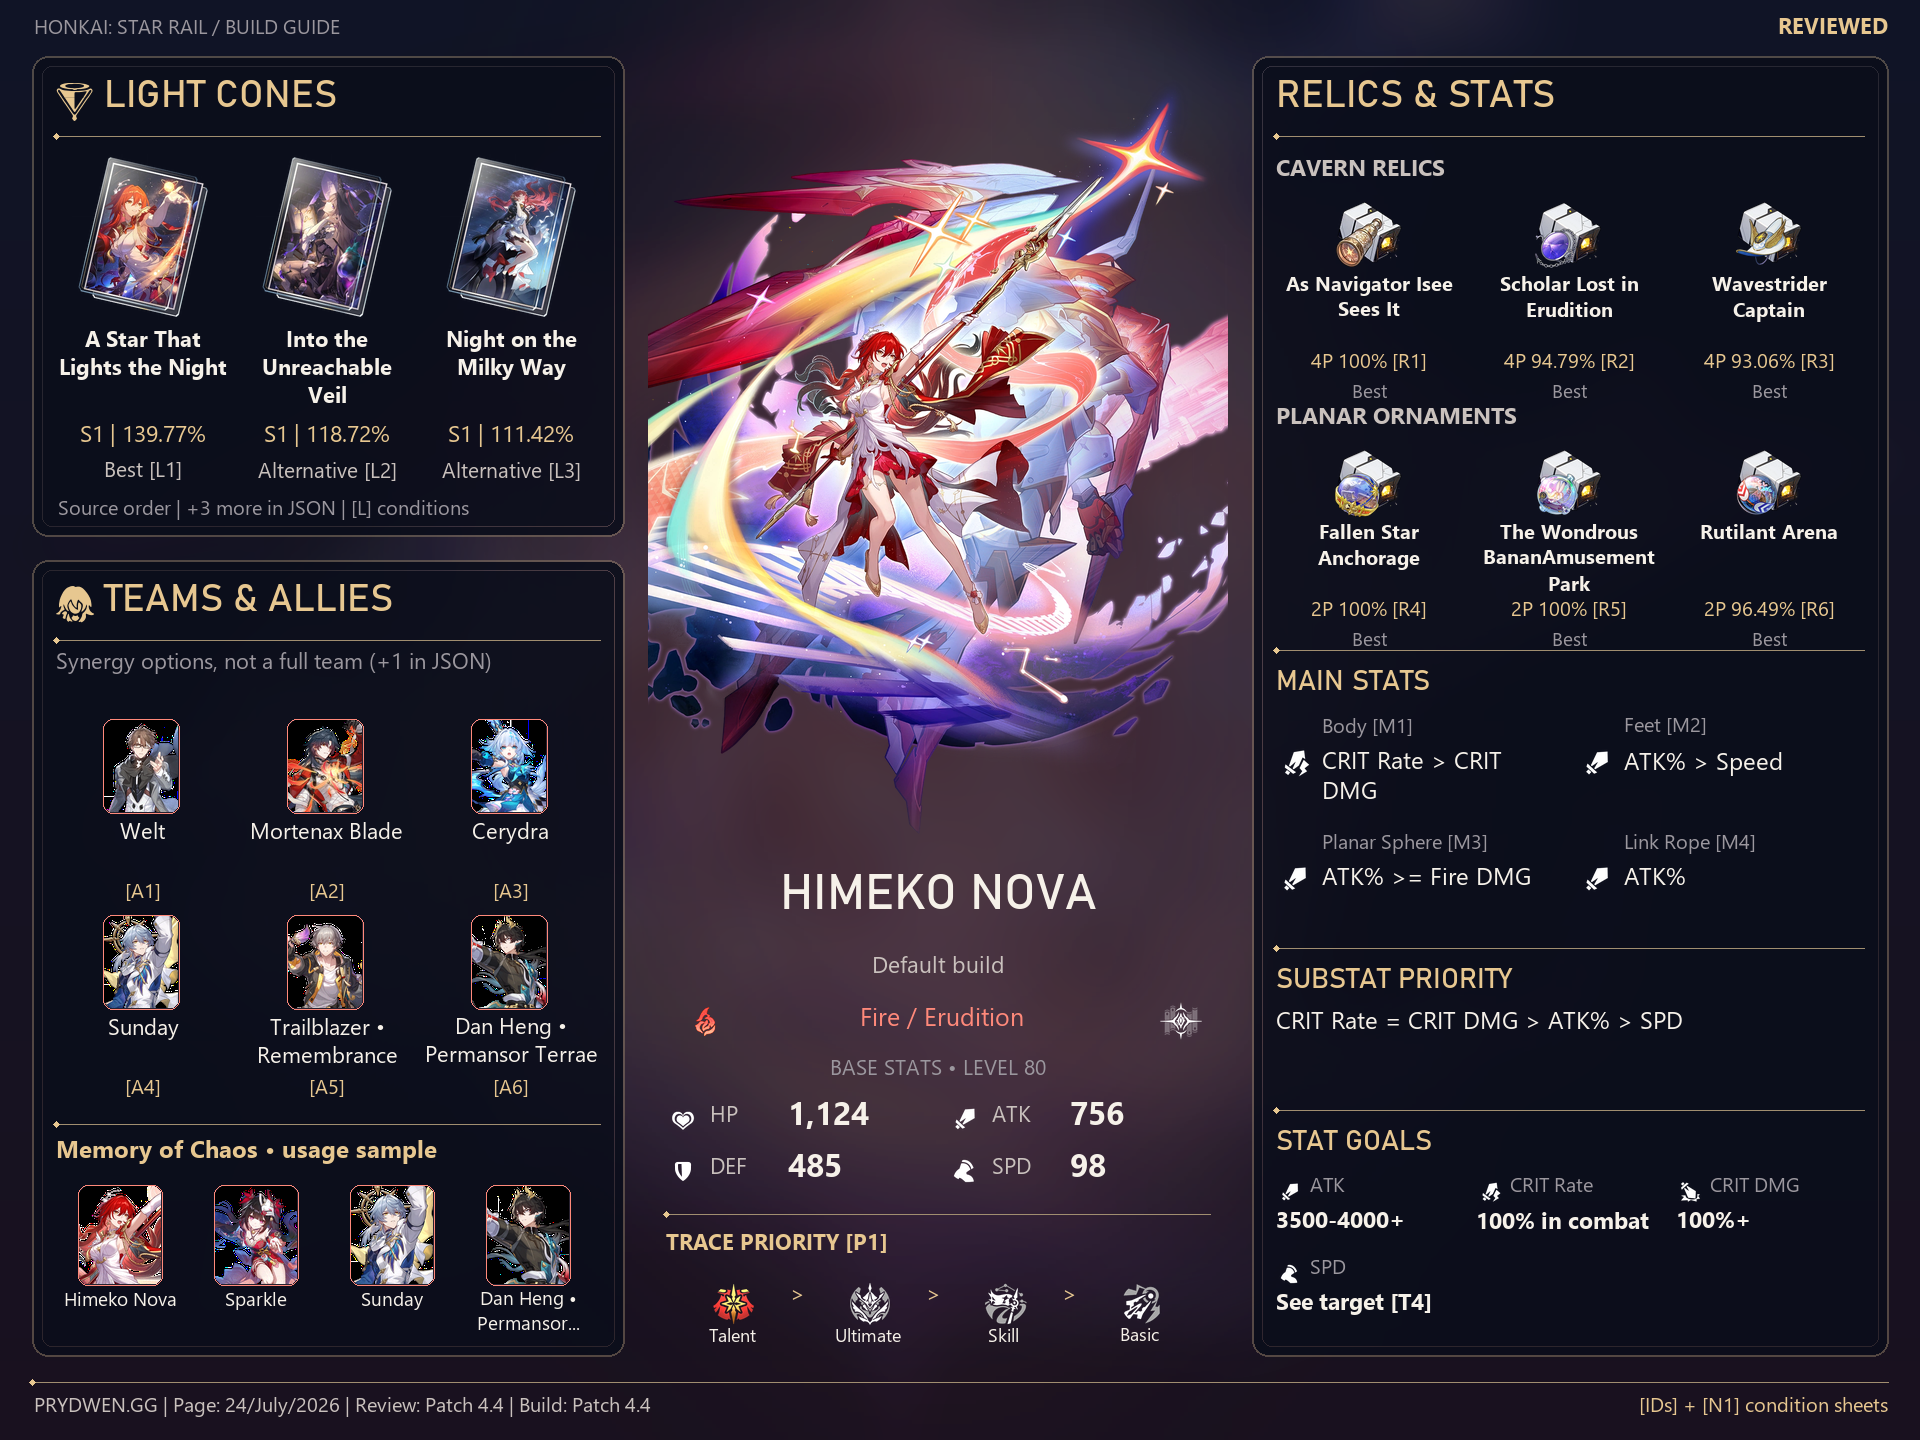 HONKAI: STAR RAIL / BUILD GUIDE
REVIEWED
LIGHT CONES
A Star That
Lights the Night
S1 | 139.77%
Best [L1]
Into the
Unreachable
Veil
S1 | 118.72%
Alternative [L2]
Night on the
Milky Way
S1 | 111.42%
Alternative [L3]
Source order | +3 more in JSON | [L] conditions
TEAMS & ALLIES
Synergy options, not a full team (+1 in JSON)
Welt
[A1]
Mortenax Blade
[A2]
Cerydra
[A3]
Sunday
[A4]
Trailblazer •
Remembrance
[A5]
Dan Heng •
Permansor Terrae
[A6]
Memory of Chaos • usage sample
Himeko Nova
Sparkle
Sunday
Dan Heng •
Permansor...
HIMEKO NOVA
Default build
Fire / Erudition
BASE STATS • LEVEL 80
HP 1,124
ATK 756
DEF 485
SPD 98
TRACE PRIORITY [P1]
Talent > Ultimate > Skill > Basic
RELICS & STATS
CAVERN RELICS
As Navigator Isee
Sees It
4P 100% [R1]
Best
Scholar Lost in
Erudition
4P 94.79% [R2]
Best
Wavestrider
Captain
4P 93.06% [R3]
Best
PLANAR ORNAMENTS
Fallen Star
Anchorage
2P 100% [R4]
Best
The Wondrous
BananAmusement
Park
2P 100% [R5]
Best
Rutilant Arena
2P 96.49% [R6]
Best
MAIN STATS
Body [M1]
CRIT Rate > CRIT
DMG
Feet [M2]
ATK% > Speed
Planar Sphere [M3]
ATK% >= Fire DMG
Link Rope [M4]
ATK%
SUBSTAT PRIORITY
CRIT Rate = CRIT DMG > ATK% > SPD
STAT GOALS
ATK
3500-4000+
CRIT Rate
100% in combat
CRIT DMG
100%+
SPD
See target [T4]
PRYDWEN.GG | Page: 24/July/2026 | Review: Patch 4.4 | Build: Patch 4.4
[IDs] + [N1] condition sheets